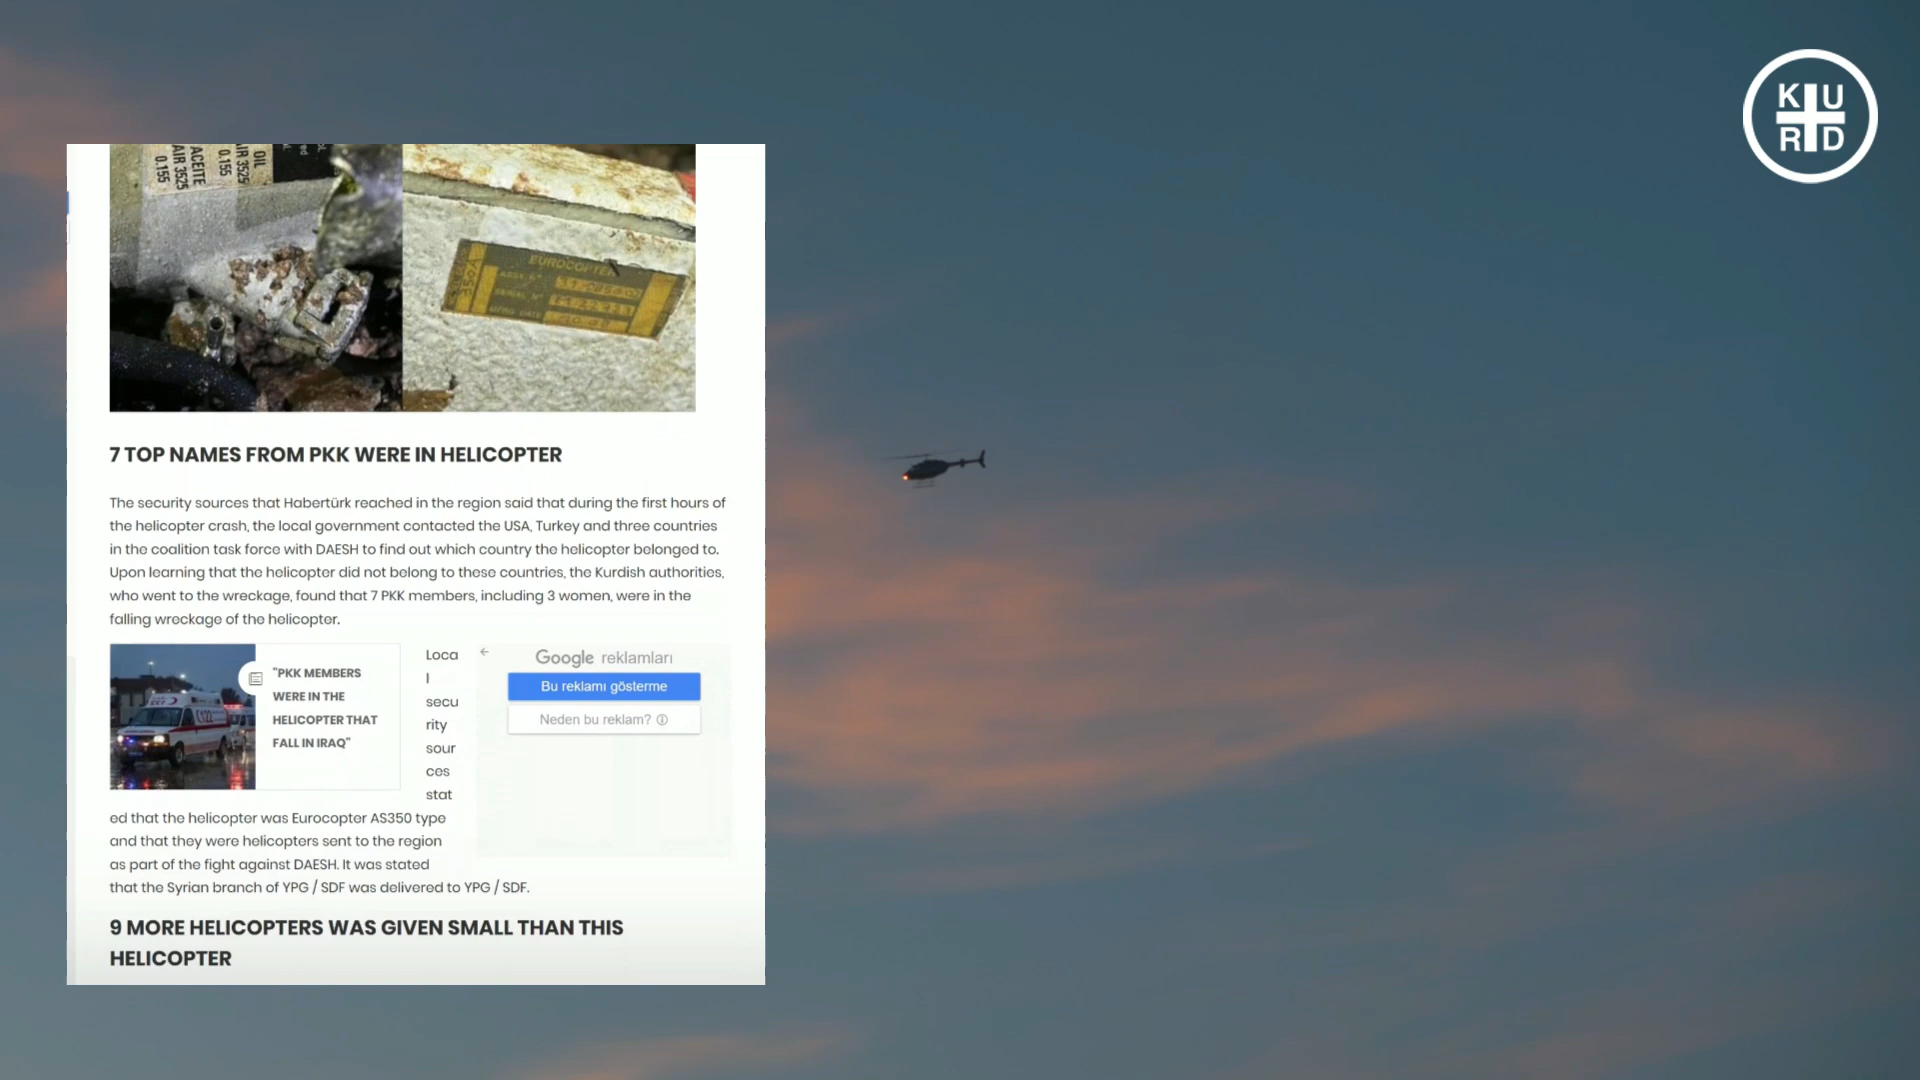 K U
R D
OIL
AIR 3525
0.155
ACEITE
AIR 3525
0.155
EUROCOPTER
SERIAL N°
MFRG DATE
7 TOP NAMES FROM PKK WERE IN HELICOPTER
The security sources that Habertürk reached in the region said that during the first hours of
the helicopter crash, the local government contacted the USA, Turkey and three countries
in the coalition task force with DAESH to find out which country the helicopter belonged to.
Upon learning that the helicopter did not belong to these countries, the Kurdish authorities,
who went to the wreckage, found that 7 PKK members, including 3 women, were in the
falling wreckage of the helicopter.
"PKK MEMBERS
WERE IN THE
HELICOPTER THAT
FALL IN IRAQ"
Loca
l
secu
rity
sour
ces
stat
Google reklamları
Bu reklamı gösterme
Neden bu reklam?
ed that the helicopter was Eurocopter AS350 type
and that they were helicopters sent to the region
as part of the fight against DAESH. It was stated
that the Syrian branch of YPG / SDF was delivered to YPG / SDF.
9 MORE HELICOPTERS WAS GIVEN SMALL THAN THIS
HELICOPTER